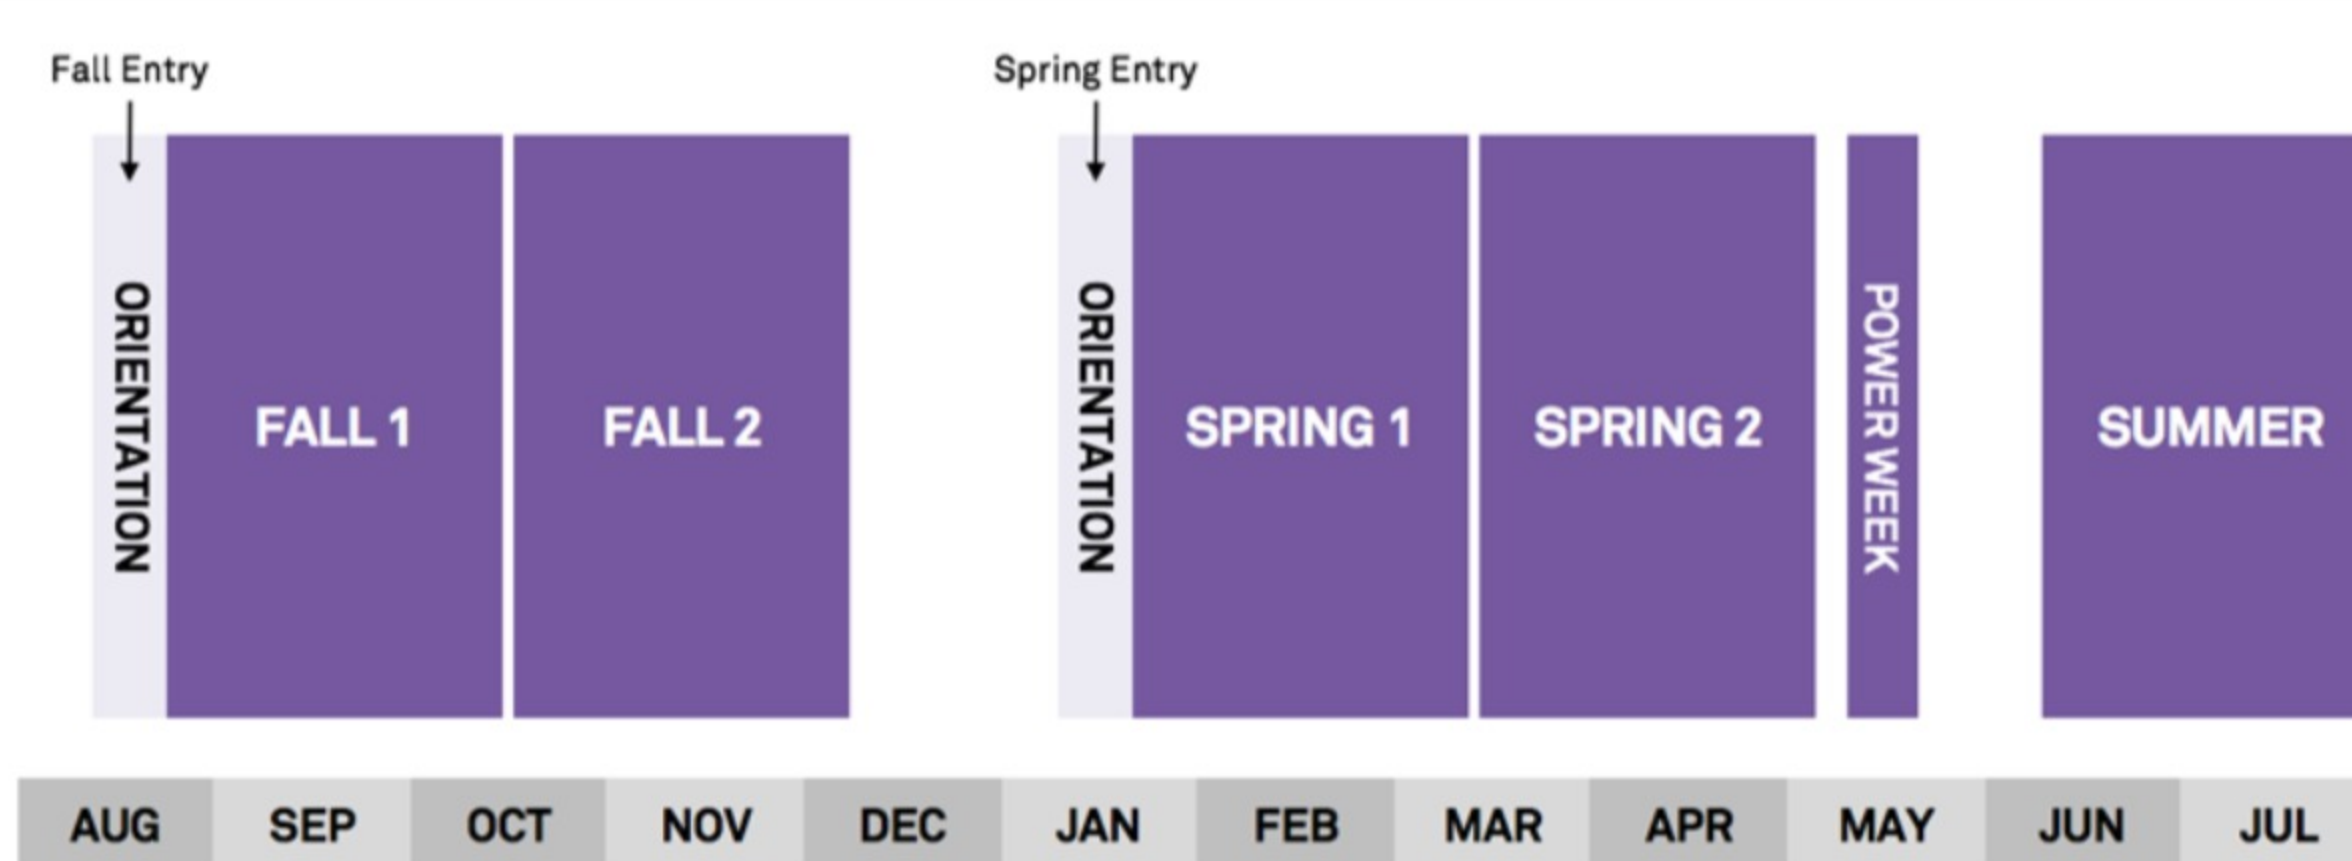 Fall Entry
Spring Entry
ORIENTATION
FALL 1
FALL 2
ORIENTATION
SPRING 1
SPRING 2
POWER WEEK
SUMMER
AUG SEP OCT NOV DEC JAN FEB MAR APR MAY JUN JUL